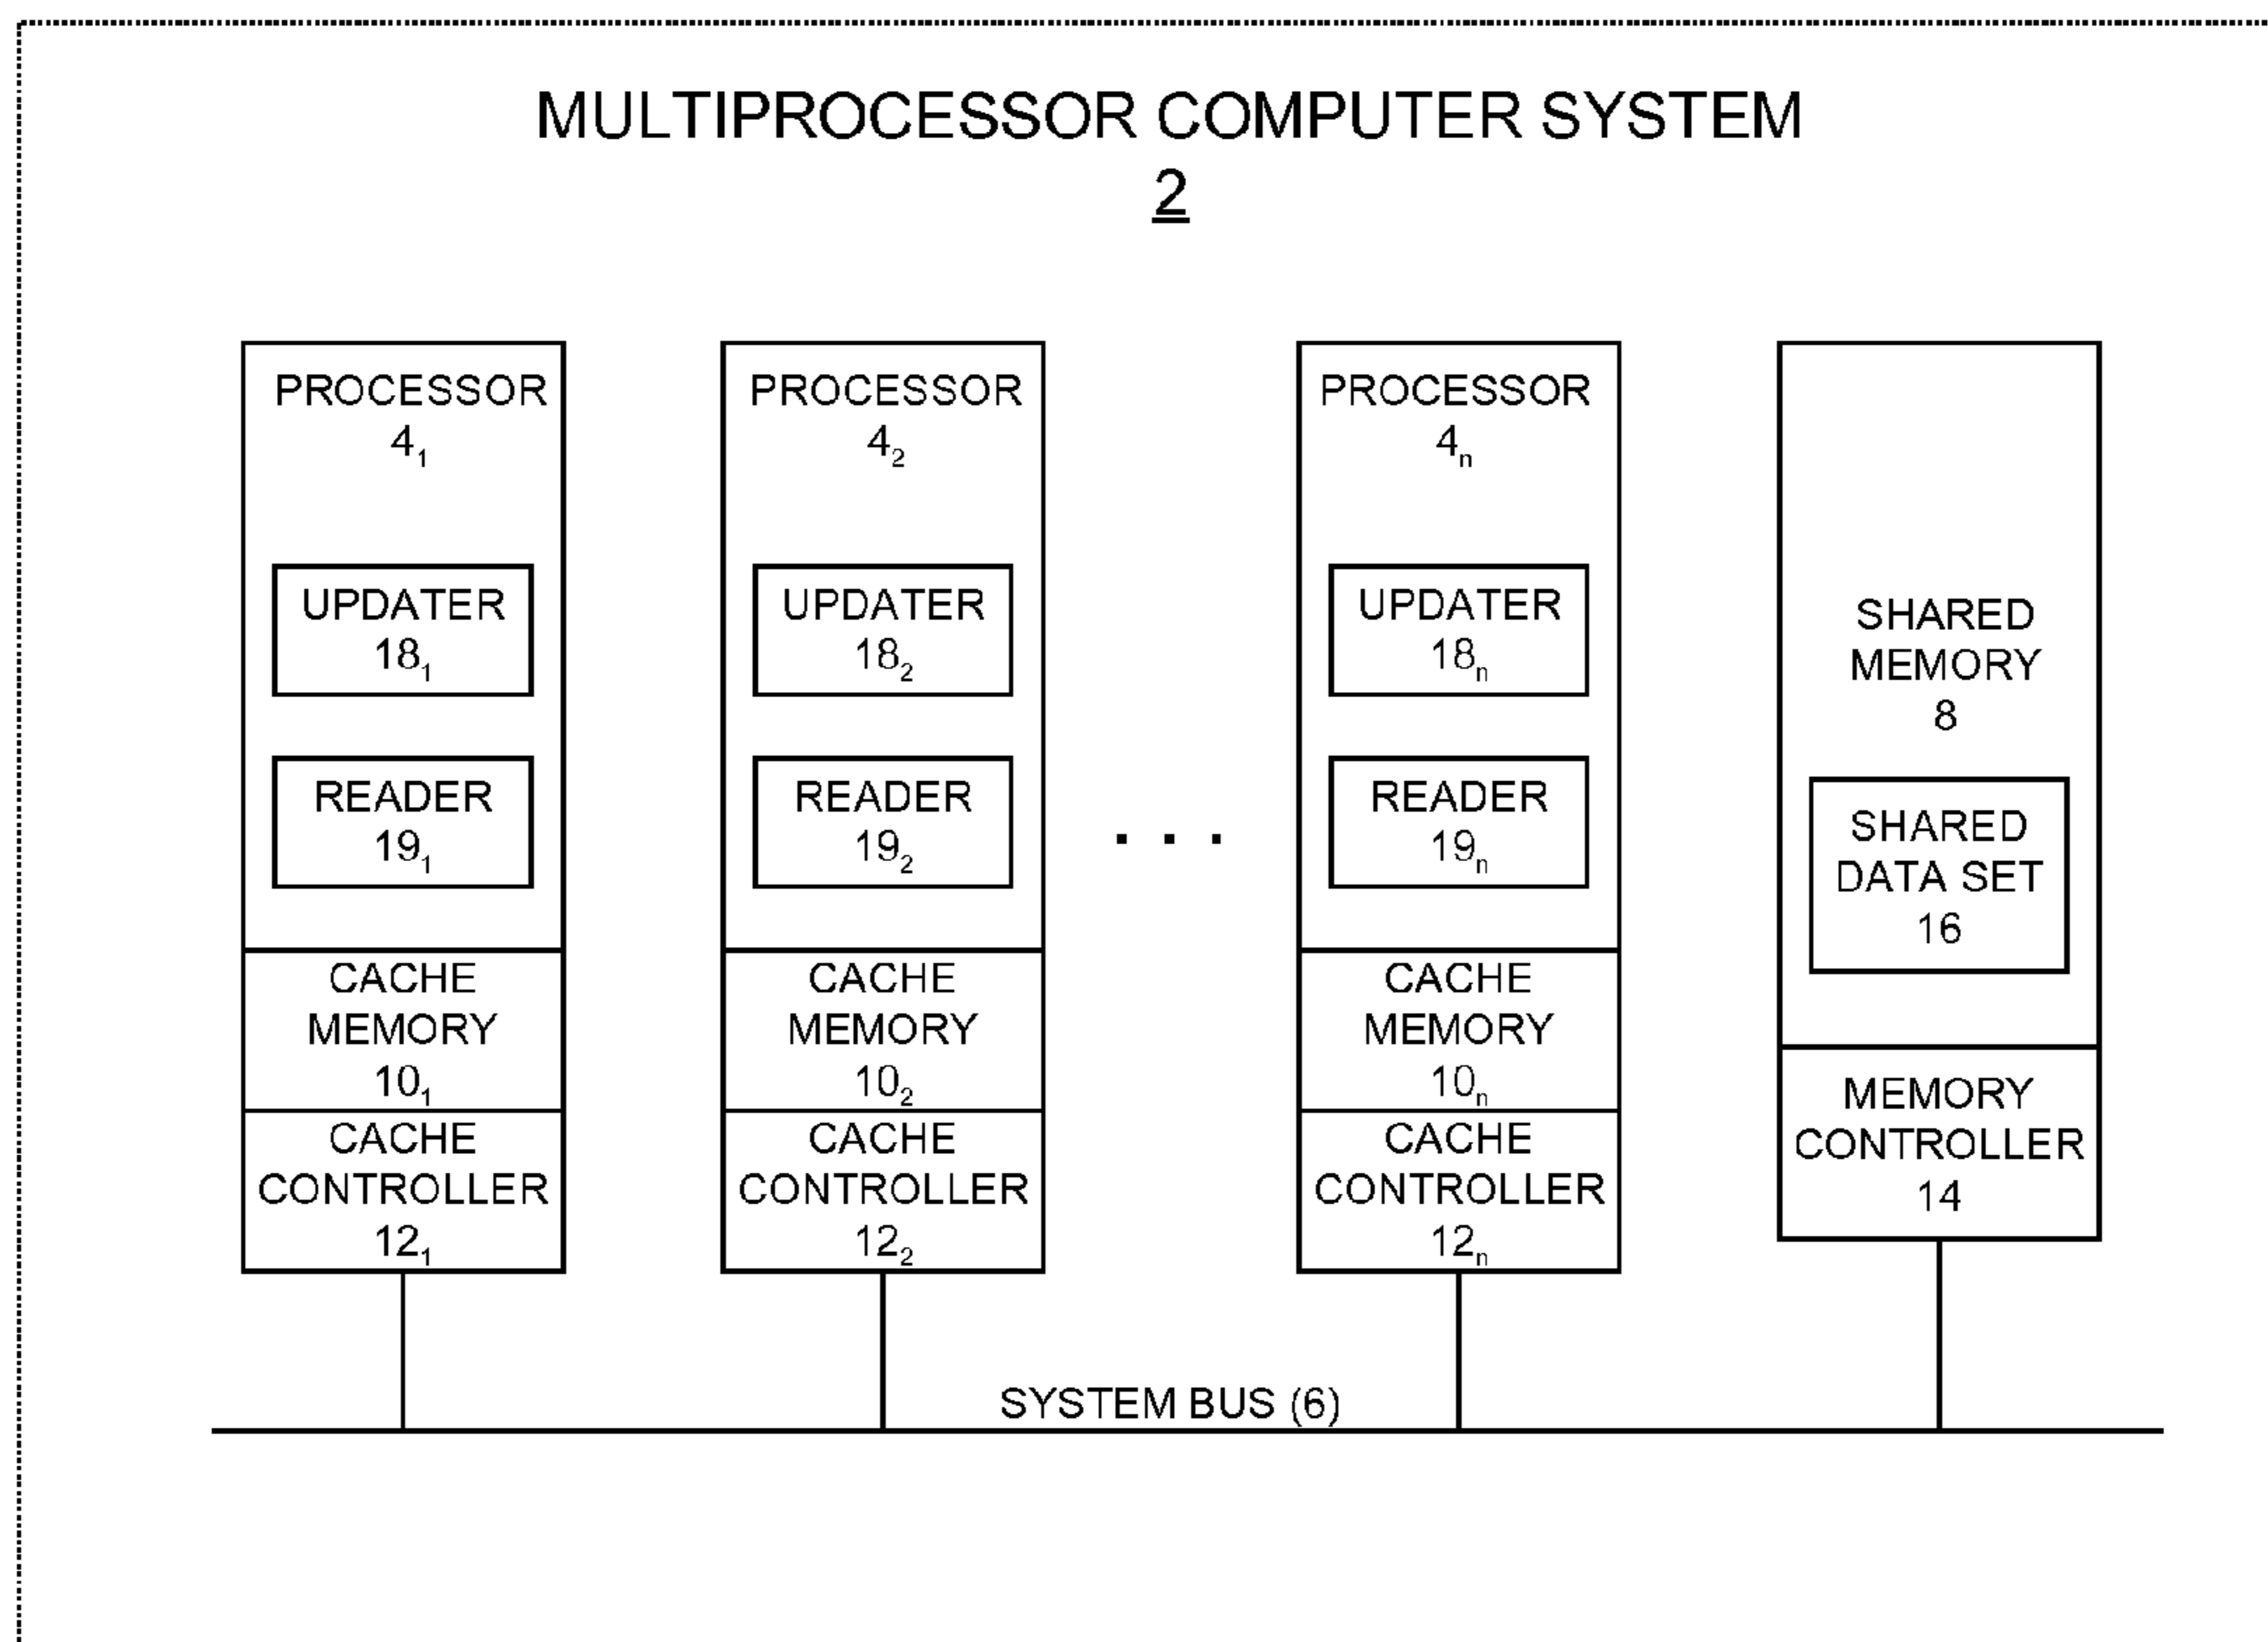 MULTIPROCESSOR COMPUTER SYSTEM
2
PROCESSOR
4₁
UPDATER
18₁
READER
19₁
CACHE
MEMORY
10₁
CACHE
CONTROLLER
12₁
PROCESSOR
4₂
UPDATER
18₂
READER
19₂
CACHE
MEMORY
10₂
CACHE
CONTROLLER
12₂
. . .
PROCESSOR
4ₙ
UPDATER
18ₙ
READER
19ₙ
CACHE
MEMORY
10ₙ
CACHE
CONTROLLER
12ₙ
SHARED
MEMORY
8
SHARED
DATA SET
16
MEMORY
CONTROLLER
14
SYSTEM BUS (6)